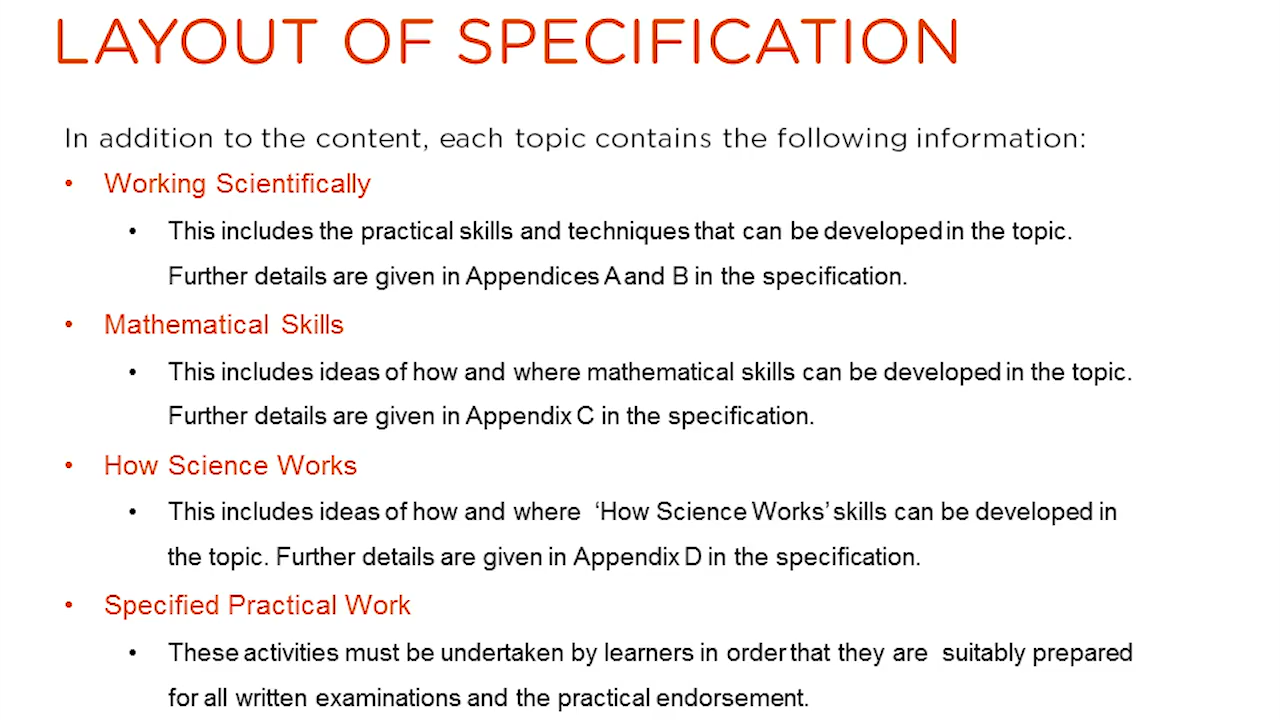 LAYOUT OF SPECIFICATION
In addition to the content, each topic contains the following information:
• Working Scientifically
• This includes the practical skills and techniques that can be developed in the topic.
Further details are given in Appendices A and B in the specification.
• Mathematical Skills
• This includes ideas of how and where mathematical skills can be developed in the topic.
Further details are given in Appendix C in the specification.
• How Science Works
• This includes ideas of how and where ‘How Science Works’ skills can be developed in
the topic. Further details are given in Appendix D in the specification.
• Specified Practical Work
• These activities must be undertaken by learners in order that they are suitably prepared
for all written examinations and the practical endorsement.